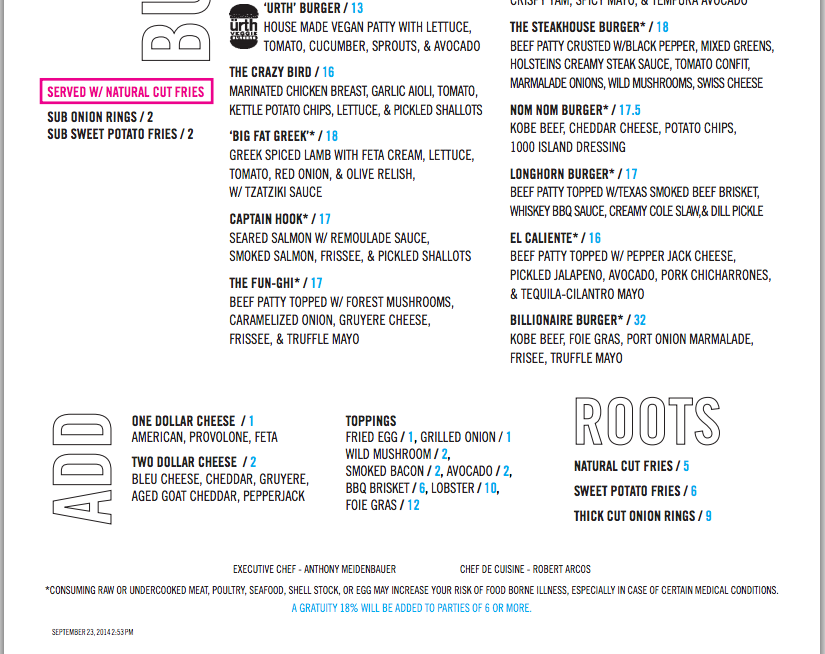 BU
CRISPY YAM, SPICY MAYO, & TEMPURA AVOCADO
'URTH' BURGER / 13
ürth
VEGGIE
HOUSE MADE VEGAN PATTY WITH LETTUCE,
TOMATO, CUCUMBER, SPROUTS, & AVOCADO
SERVED W/ NATURAL CUT FRIES
SUB ONION RINGS / 2
SUB SWEET POTATO FRIES / 2
THE CRAZY BIRD / 16
MARINATED CHICKEN BREAST, GARLIC AIOLI, TOMATO,
KETTLE POTATO CHIPS, LETTUCE, & PICKLED SHALLOTS
‘BIG FAT GREEK’* / 18
GREEK SPICED LAMB WITH FETA CREAM, LETTUCE,
TOMATO, RED ONION, & OLIVE RELISH,
W/ TZATZIKI SAUCE
CAPTAIN HOOK* / 17
SEARED SALMON W/ REMOULADE SAUCE,
SMOKED SALMON, FRISSEE, & PICKLED SHALLOTS
THE FUN-GHI* / 17
BEEF PATTY TOPPED W/ FOREST MUSHROOMS,
CARAMELIZED ONION, GRUYERE CHEESE,
FRISSEE, & TRUFFLE MAYO
THE STEAKHOUSE BURGER* / 18
BEEF PATTY CRUSTED W/BLACK PEPPER, MIXED GREENS,
HOLSTEINS CREAMY STEAK SAUCE, TOMATO CONFIT,
MARMALADE ONIONS, WILD MUSHROOMS, SWISS CHEESE
NOM NOM BURGER* / 17.5
KOBE BEEF, CHEDDAR CHEESE, POTATO CHIPS,
1000 ISLAND DRESSING
LONGHORN BURGER* / 17
BEEF PATTY TOPPED W/TEXAS SMOKED BEEF BRISKET,
WHISKEY BBQ SAUCE, CREAMY COLE SLAW,& DILL PICKLE
EL CALIENTE* / 16
BEEF PATTY TOPPED W/ PEPPER JACK CHEESE,
PICKLED JALAPENO, AVOCADO, PORK CHICHARRONES,
& TEQUILA-CILANTRO MAYO
BILLIONAIRE BURGER* / 32
KOBE BEEF, FOIE GRAS, PORT ONION MARMALADE,
FRISEE, TRUFFLE MAYO
ADD
ONE DOLLAR CHEESE / 1
AMERICAN, PROVOLONE, FETA
TWO DOLLAR CHEESE / 2
BLEU CHEESE, CHEDDAR, GRUYERE,
AGED GOAT CHEDDAR, PEPPERJACK
TOPPINGS
FRIED EGG / 1, GRILLED ONION / 1
WILD MUSHROOM / 2,
SMOKED BACON / 2, AVOCADO / 2,
BBQ BRISKET / 6, LOBSTER / 10,
FOIE GRAS / 12
ROOTS
NATURAL CUT FRIES / 5
SWEET POTATO FRIES / 6
THICK CUT ONION RINGS / 9
EXECUTIVE CHEF - ANTHONY MEIDENBAUER
CHEF DE CUISINE - ROBERT ARCOS
*CONSUMING RAW OR UNDERCOOKED MEAT, POULTRY, SEAFOOD, SHELL STOCK, OR EGG MAY INCREASE YOUR RISK OF FOOD BORNE ILLNESS, ESPECIALLY IN CASE OF CERTAIN MEDICAL CONDITIONS.
A GRATUITY 18% WILL BE ADDED TO PARTIES OF 6 OR MORE.
SEPTEMBER 23, 2014 2:53 PM